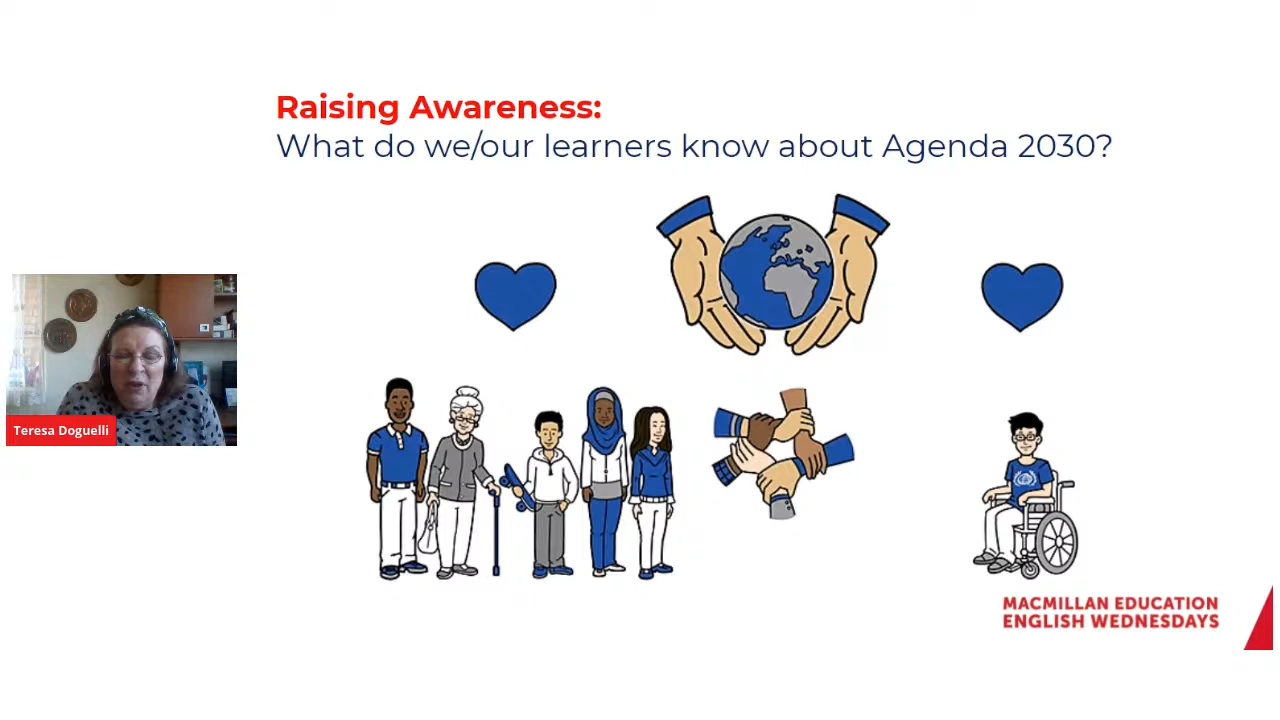 Raising Awareness:
What do we/our learners know about Agenda 2030?
Teresa Doguelli
MACMILLAN EDUCATION
ENGLISH WEDNESDAYS